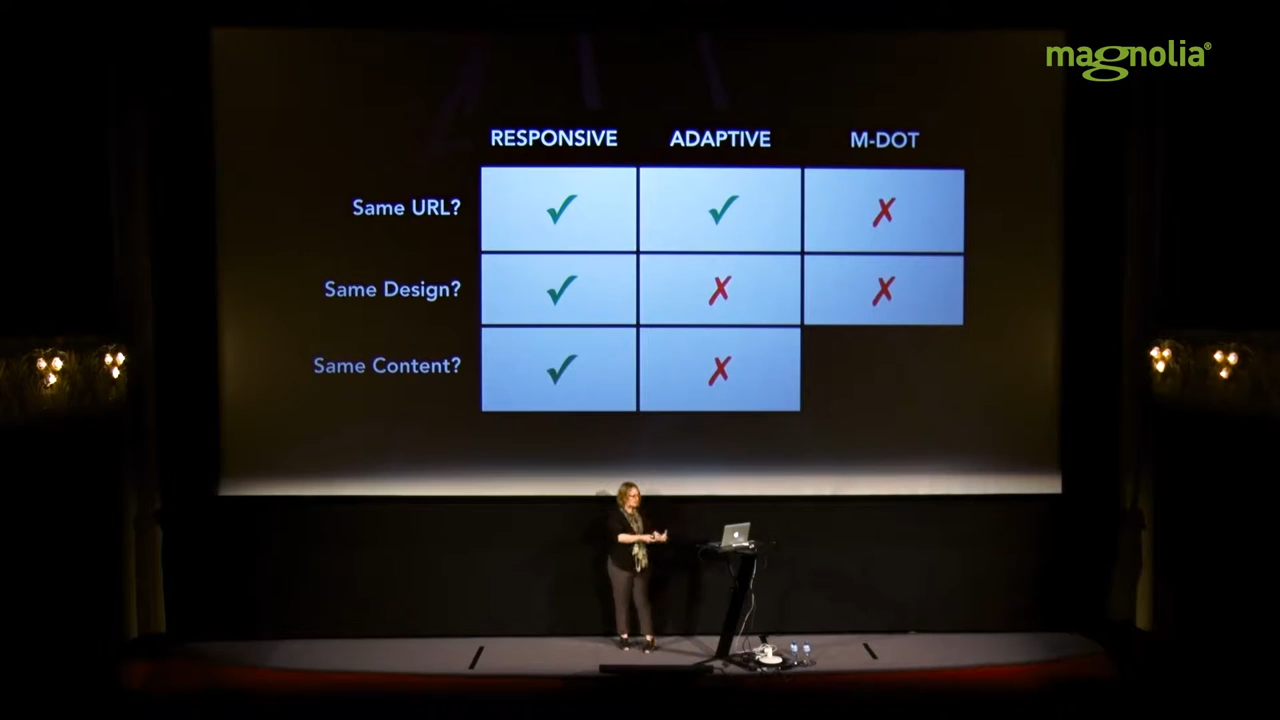 magnolia®
RESPONSIVE ADAPTIVE M-DOT
Same URL? ✓ ✓ ✗
Same Design? ✓ ✗ ✗
Same Content? ✓ ✗